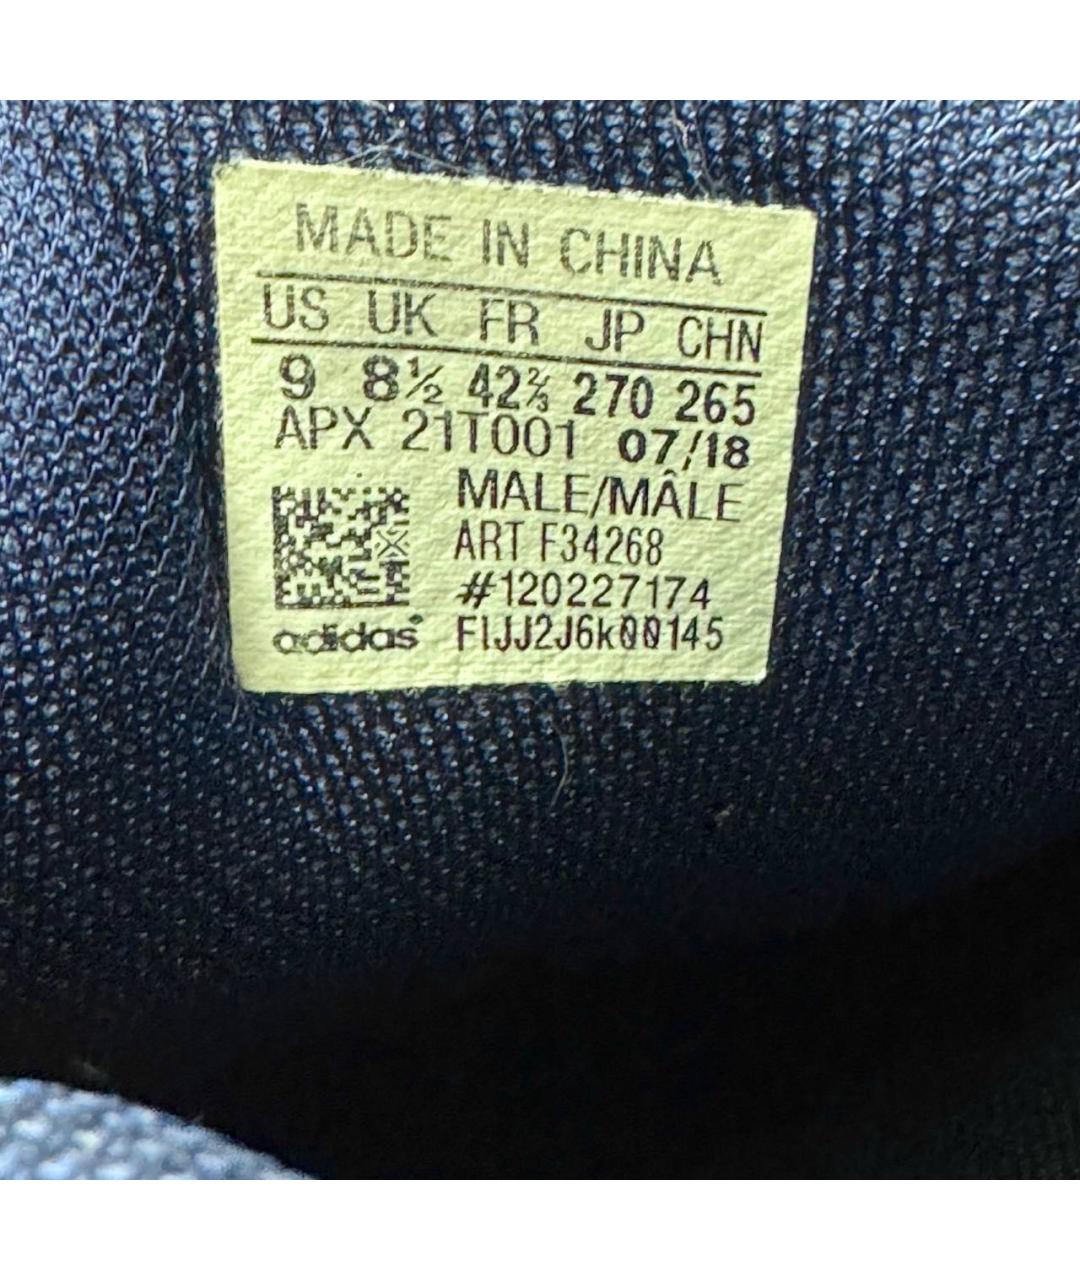 MADE IN CHINA
US UK FR JP CHN
9 8½ 42⅔ 270 265
APX 21T001 07/18
MALE/MÂLE
ART F34268
#120227174
adidas FIJJ2J6k00145